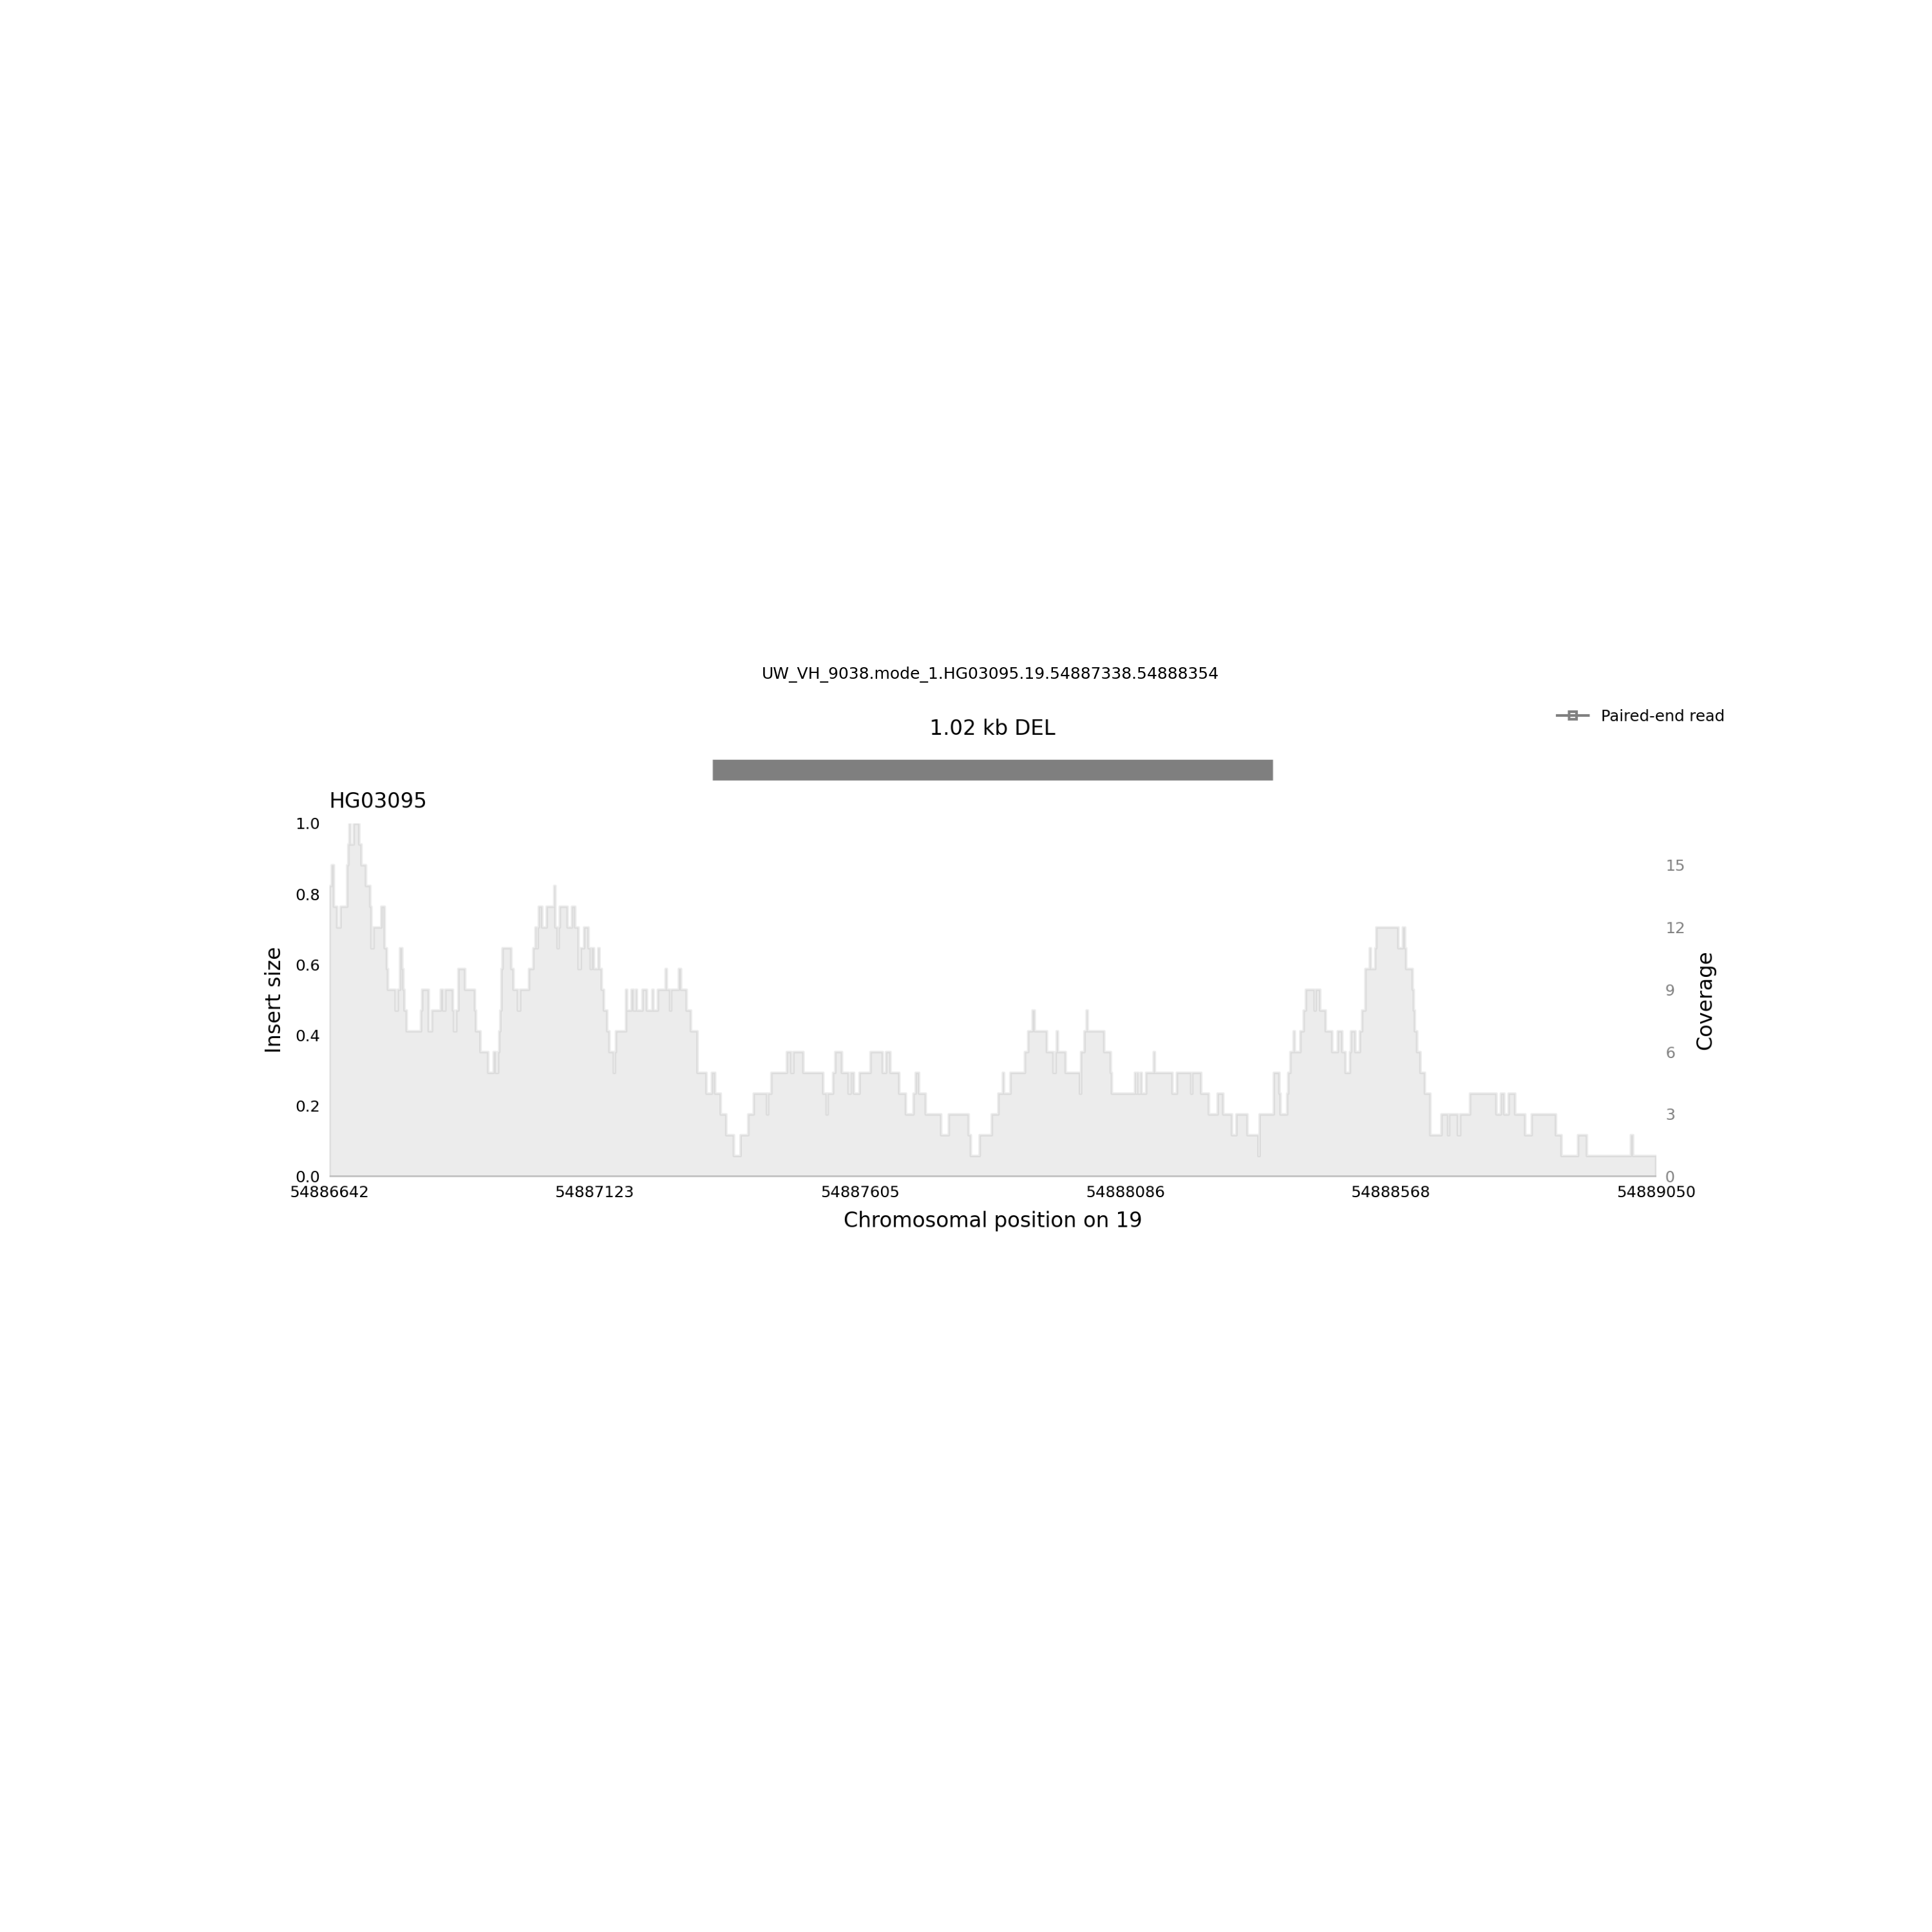 UW_VH_9038.mode_1.HG03095.19.54887338.54888354
Paired-end read
1.02 kb DEL
HG03095
1.0
0.8
0.6
0.4
0.2
0.0
Insert size
15
12
9
6
3
0
Coverage
54886642 54887123 54887605 54888086 54888568 54889050
Chromosomal position on 19